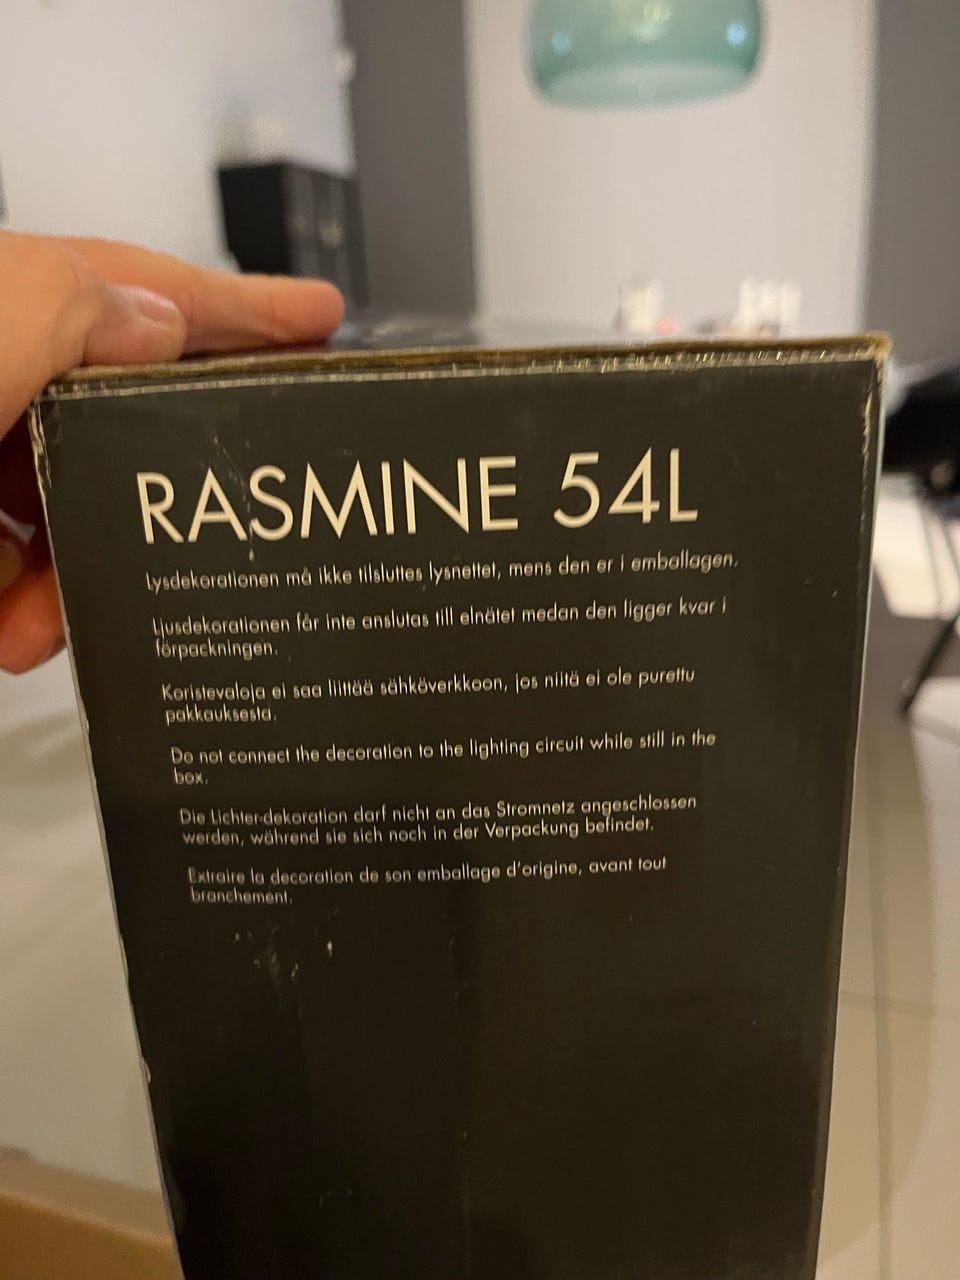 RASMINE 54L
Lysdekorationen må ikke tilsluttes lysnettet, mens den er i emballagen.
Ljusdekorationen får inte anslutas till elnätet medan den ligger kvar i
förpackningen.
Koristevaloja ei saa liittää sähköverkkoon, jos niitä ei ole purettu
pakkauksesta.
Do not connect the decoration to the lighting circuit while still in the
box.
Die Lichter-dekoration darf nicht an das Stromnetz angeschlossen
werden, während sie sich noch in der Verpackung befindet.
Extraire la decoration de son emballage d'origine, avant tout
branchement.